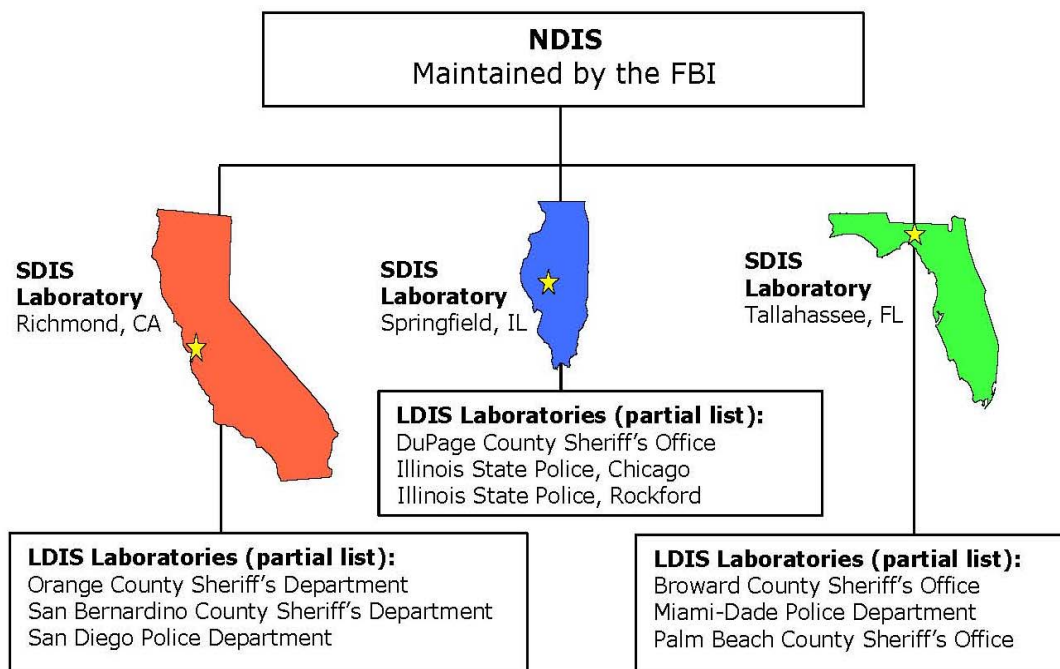 NDIS
Maintained by the FBI
SDIS
Laboratory
Richmond, CA
SDIS
Laboratory
Springfield, IL
SDIS
Laboratory
Tallahassee, FL
LDIS Laboratories (partial list):
DuPage County Sheriff's Office
Illinois State Police, Chicago
Illinois State Police, Rockford
LDIS Laboratories (partial list):
Orange County Sheriff's Department
San Bernardino County Sheriff's Department
San Diego Police Department
LDIS Laboratories (partial list):
Broward County Sheriff's Office
Miami-Dade Police Department
Palm Beach County Sheriff's Office